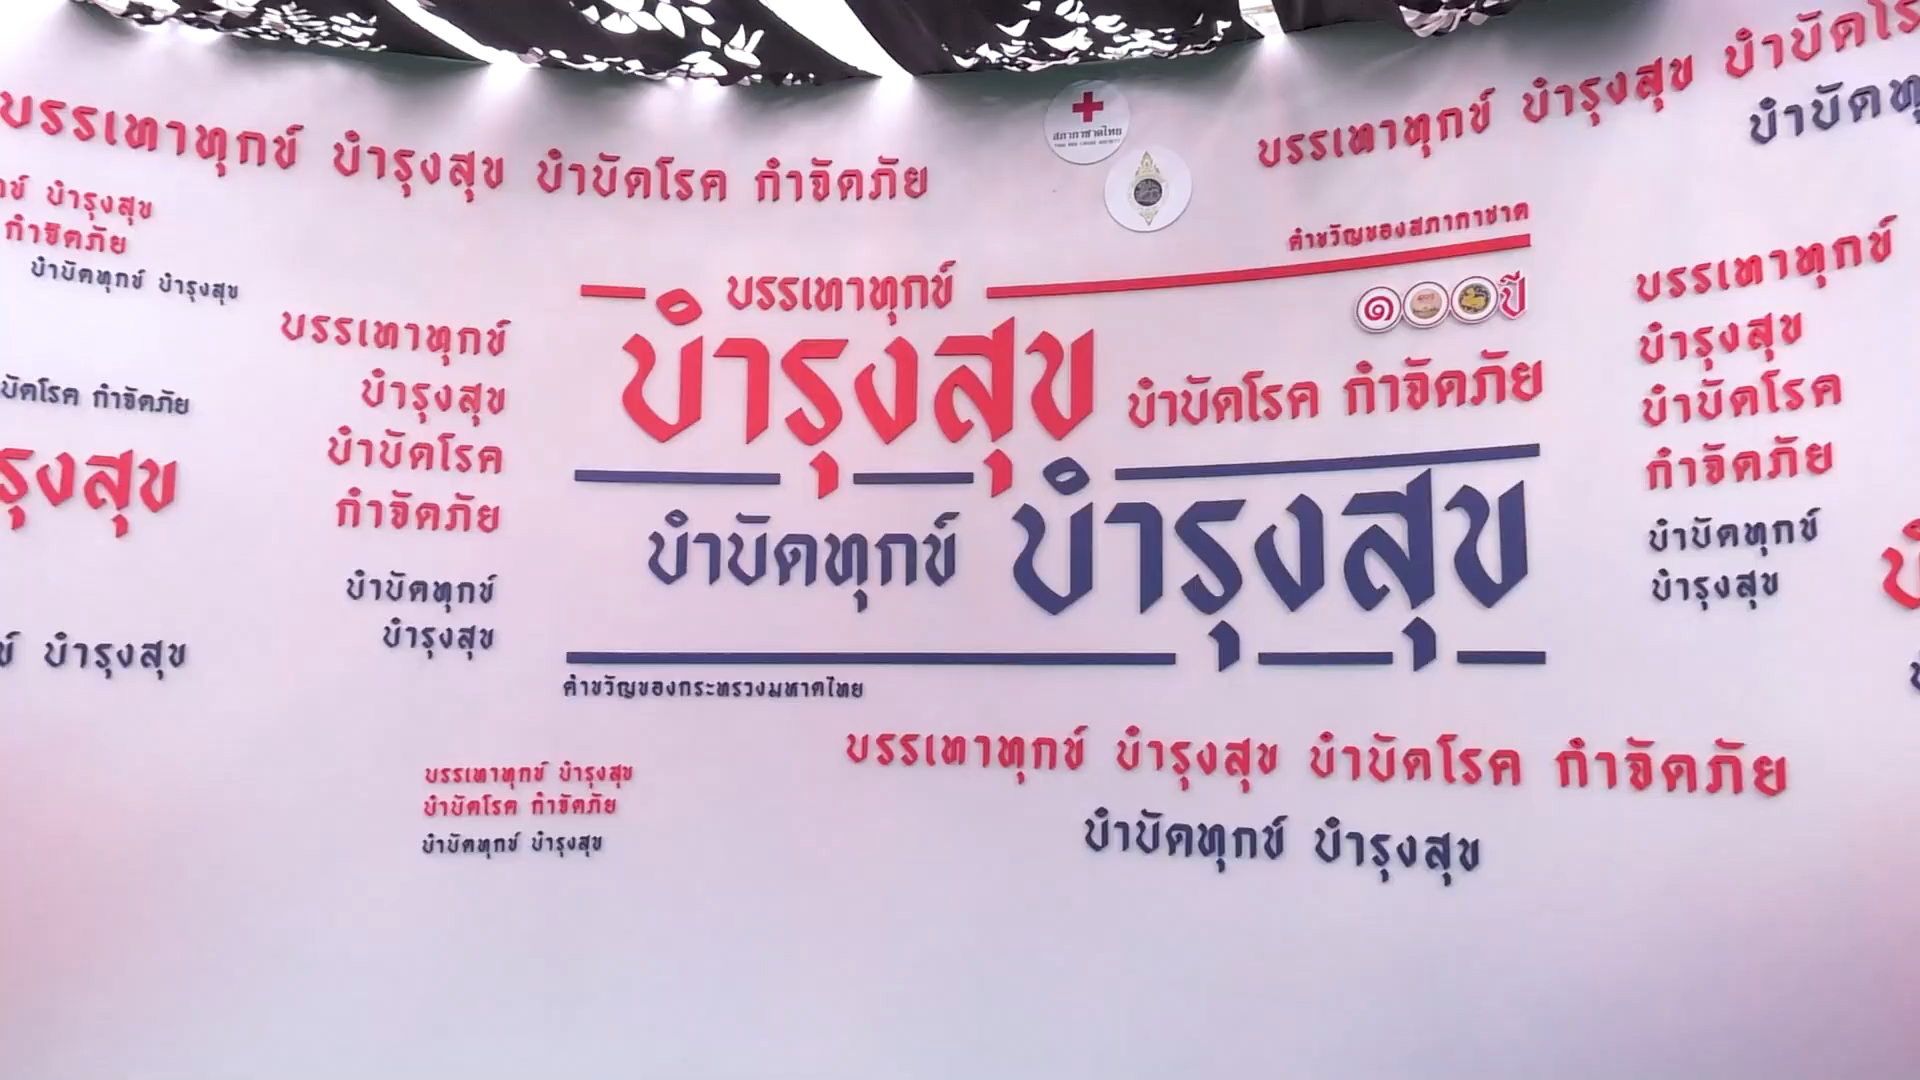 บรรเทาทุกข์ บำรุงสุข บำบัดโรค กำจัดภัย
สภากาชาดไทย
THAI RED CROSS SOCIETY
บรรเทาทุกข์ บำรุงสุข
บำรุงสุข
กำจัดภัย
บำบัดทุกข์ บำรุงสุข
คำขวัญของสภากาชาด
บรรเทาทุกข์
บำรุงสุข
บำบัดโรค กำจัดภัย
๑๐๐ปี
บำบัดทุกข์ บำรุงสุข
คำขวัญของกระทรวงมหาดไทย
บรรเทาทุกข์
บำรุงสุข
บำบัดโรค
กำจัดภัย
บำบัดทุกข์
บำรุงสุข
บรรเทาทุกข์
บำรุงสุข
บำบัดโรค
กำจัดภัย
บำบัดทุกข์
บำรุงสุข
กำจัดภัย
บำรุงสุข
บรรเทาทุกข์ บำรุงสุข
บำบัดโรค กำจัดภัย
บำบัดทุกข์ บำรุงสุข
บรรเทาทุกข์ บำรุงสุข บำบัดโรค กำจัดภัย
บำบัดทุกข์ บำรุงสุข